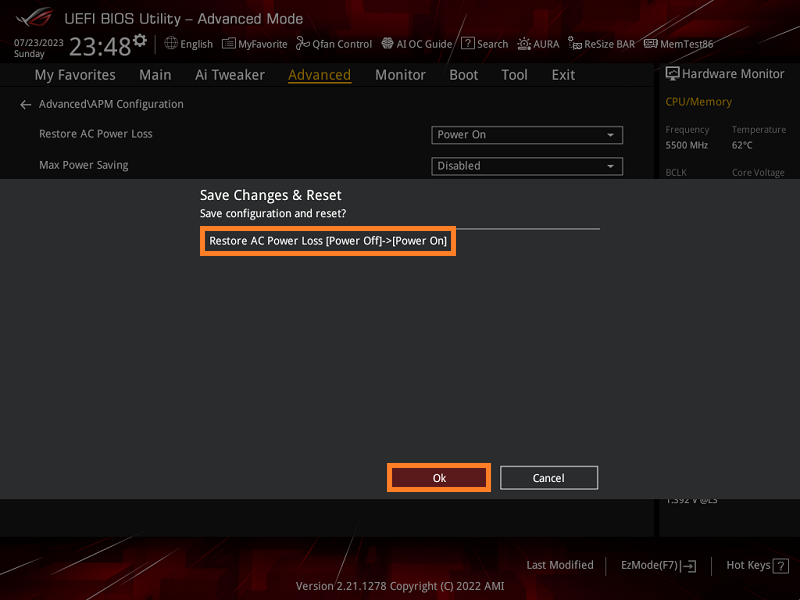 UEFI BIOS Utility – Advanced Mode
07/23/2023
Sunday
23:48
English
MyFavorite
Qfan Control
AI OC Guide
? Search
AURA
ReSize BAR
MemTest86
My Favorites
Main
Ai Tweaker
Advanced
Monitor
Boot
Tool
Exit
Hardware Monitor
Advanced\APM Configuration
Restore AC Power Loss
Power On
Max Power Saving
Disabled
CPU/Memory
Frequency
Temperature
5500 MHz
62°C
BCLK
Core Voltage
Save Changes & Reset
Save configuration and reset?
Restore AC Power Loss [Power Off]->[Power On]
Ok
Cancel
1.392 V @L3
Last Modified
EzMode(F7)
Hot Keys ?
Version 2.21.1278 Copyright (C) 2022 AMI